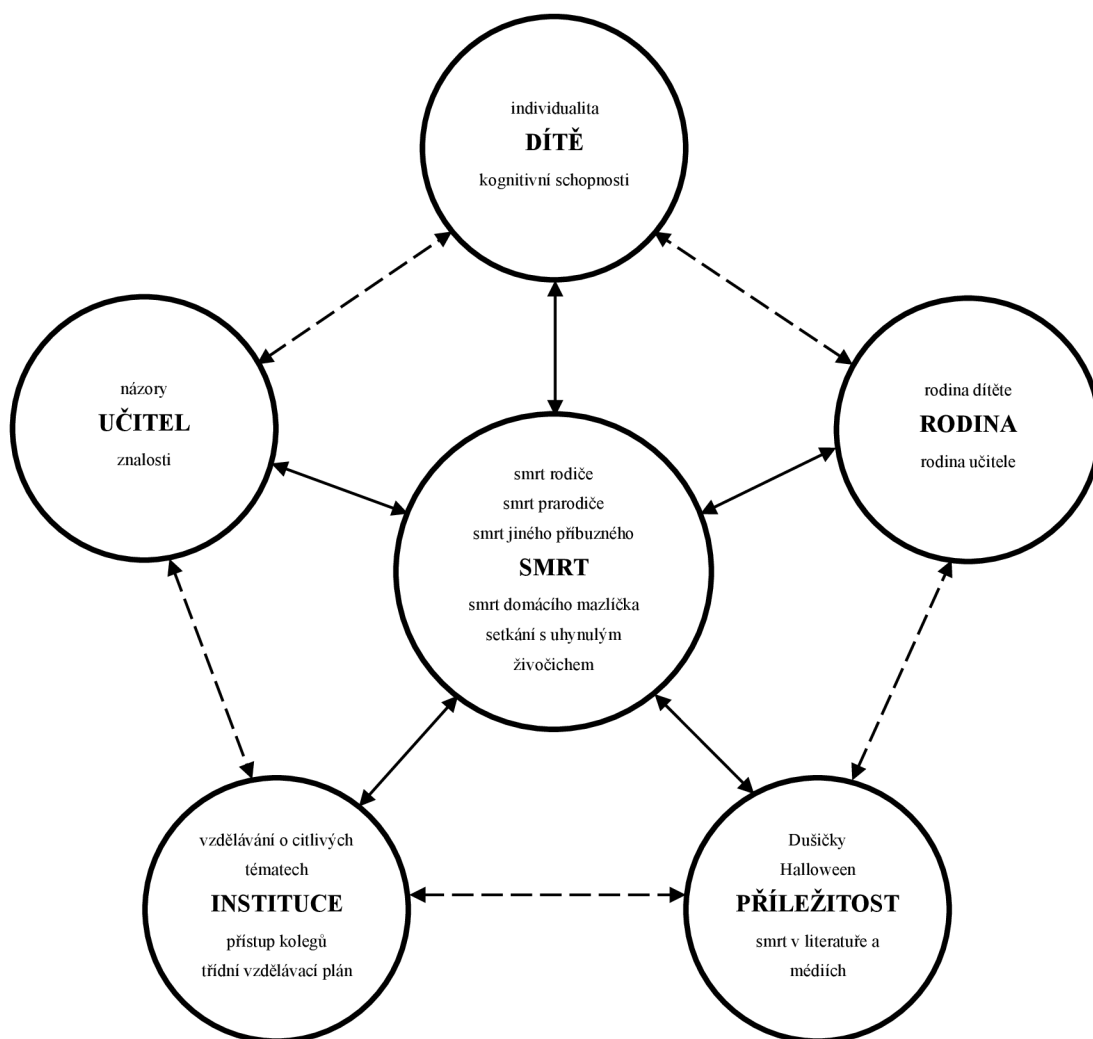 individualita
DÍTĚ
kognitivní schopnosti
názory
UČITEL
znalosti
rodina dítěte
RODINA
rodina učitele
smrt rodiče
smrt prarodiče
smrt jiného příbuzného
SMRT
smrt domácího mazlíčka
setkání s uhynulým
živočichem
vzdělávání o citlivých
tématech
INSTITUCE
přístup kolegů
třídní vzdělávací plán
Dušičky
Halloween
PŘÍLEŽITOST
smrt v literatuře a
médiích